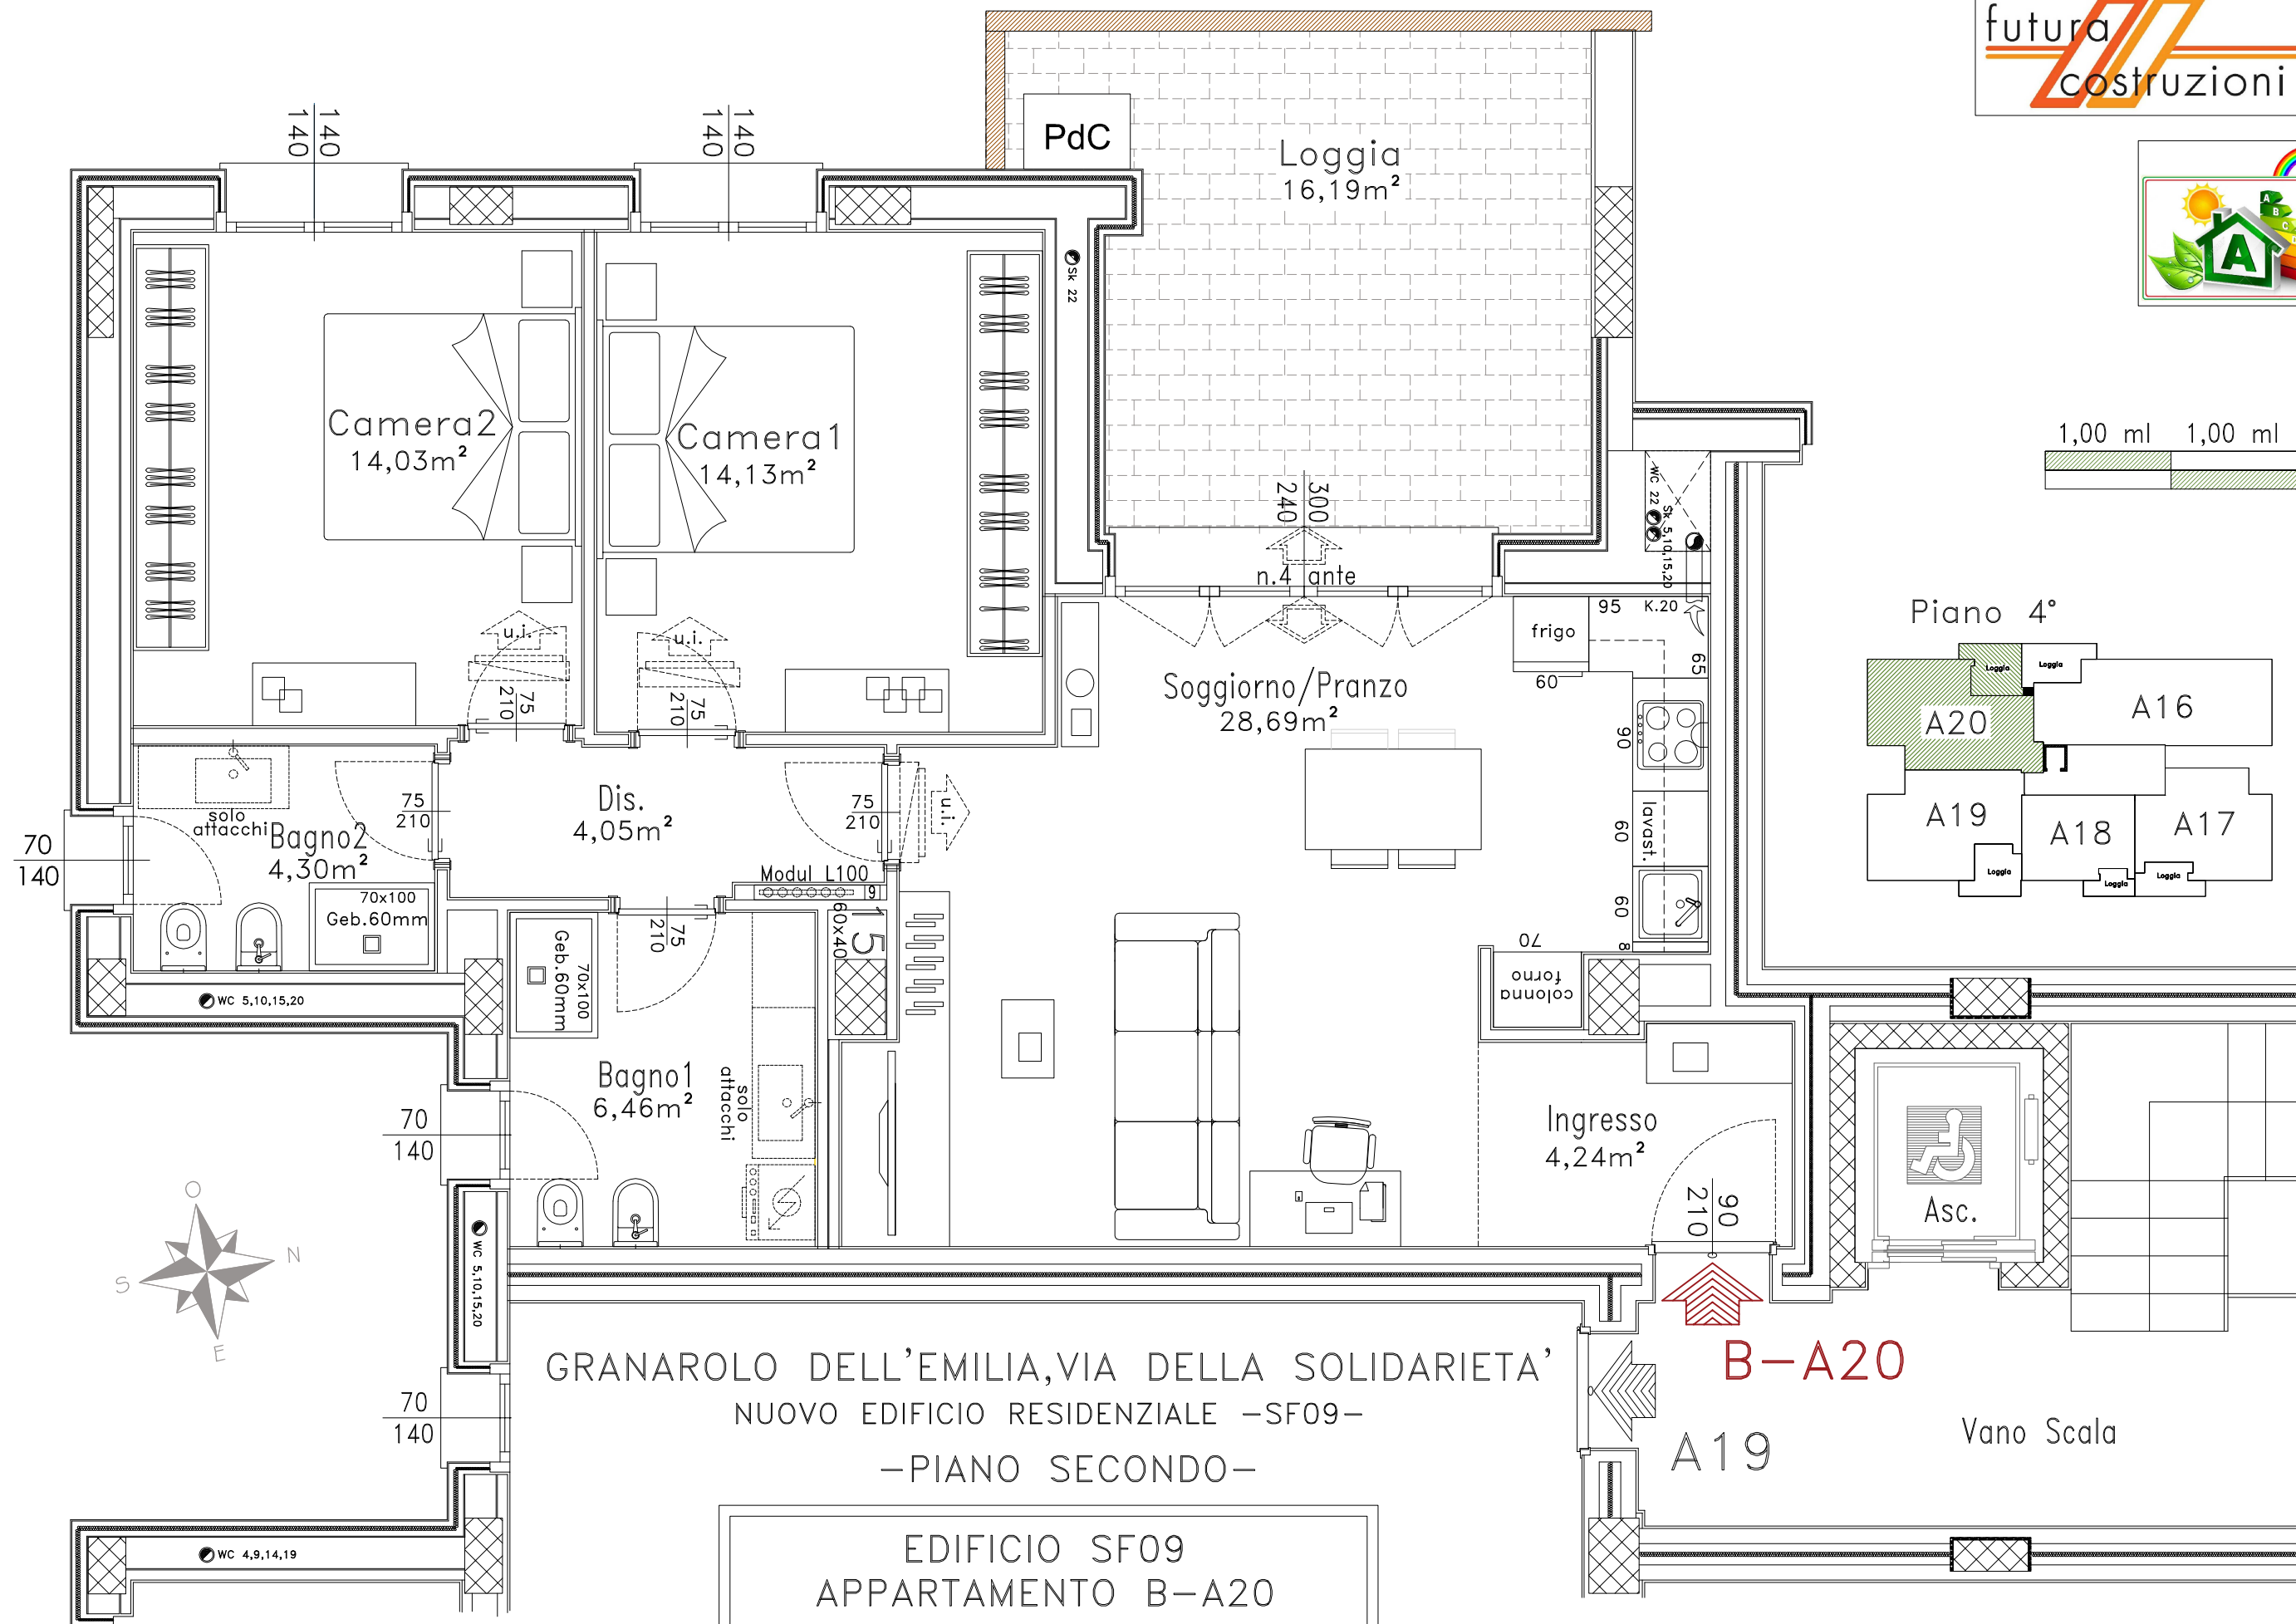 futura
costruzioni
A
B
C
A
140
140
140
140
PdC
Loggia
16,19m²
Sk 22
Camera2
14,03m²
Camera1
14,13m²
1,00 ml 1,00 ml
300
240
n.4 ante
WC 22
Sk 5,10,15,20
K.20
95
frigo
60
65
u.i.
u.i.
75
210
75
210
Soggiorno/Pranzo
28,69m²
90
Piano 4°
Loggia
Loggia
A20
A16
A19
A18
A17
Loggia
Loggia
Loggia
solo
attacchi
Bagno2
4,30m²
75
210
Dis.
4,05m²
75
210
u.i.
70
140
60
lavast.
70x100
Geb.60mm
Modul L100
9
15
60x40
60
8
75
210
70x100
Geb.60mm
70
colonna
forno
WC 5,10,15,20
Bagno1
6,46m²
solo
attacchi
70
140
Ingresso
4,24m²
90
210
Asc.
O
N
S
E
WC 5,10,15,20
B-A20
GRANAROLO DELL'EMILIA,VIA DELLA SOLIDARIETA'
NUOVO EDIFICIO RESIDENZIALE -SF09-
-PIANO SECONDO-
70
140
A19
Vano Scala
WC 4,9,14,19
EDIFICIO SF09
APPARTAMENTO B-A20